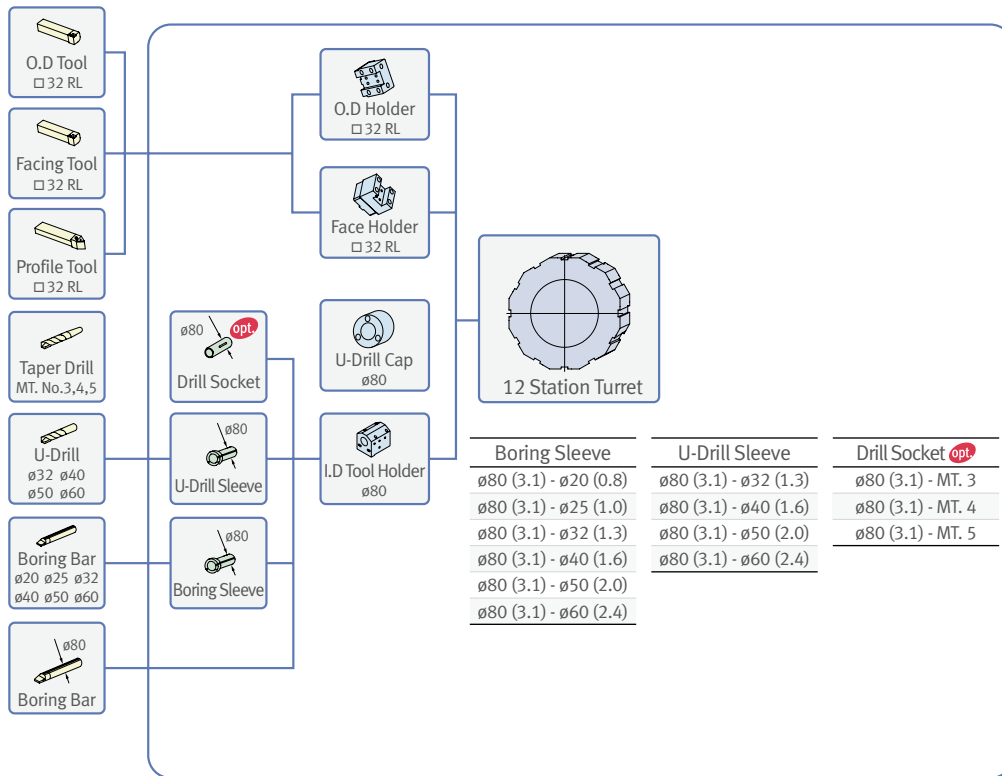 O.D Tool
□ 32 RL
Facing Tool
□ 32 RL
Profile Tool
□ 32 RL
Taper Drill
MT. No.3,4,5
U-Drill
ø32 ø40
ø50 ø60
Boring Bar
ø20 ø25 ø32
ø40 ø50 ø60
ø80
Boring Bar
ø80 opt.
Drill Socket
ø80
U-Drill Sleeve
ø80
Boring Sleeve
O.D Holder
□ 32 RL
Face Holder
□ 32 RL
U-Drill Cap
ø80
I.D Tool Holder
ø80
12 Station Turret
Boring Sleeve
ø80 (3.1) - ø20 (0.8)
ø80 (3.1) - ø25 (1.0)
ø80 (3.1) - ø32 (1.3)
ø80 (3.1) - ø40 (1.6)
ø80 (3.1) - ø50 (2.0)
ø80 (3.1) - ø60 (2.4)
U-Drill Sleeve
ø80 (3.1) - ø32 (1.3)
ø80 (3.1) - ø40 (1.6)
ø80 (3.1) - ø50 (2.0)
ø80 (3.1) - ø60 (2.4)
Drill Socket opt.
ø80 (3.1) - MT. 3
ø80 (3.1) - MT. 4
ø80 (3.1) - MT. 5